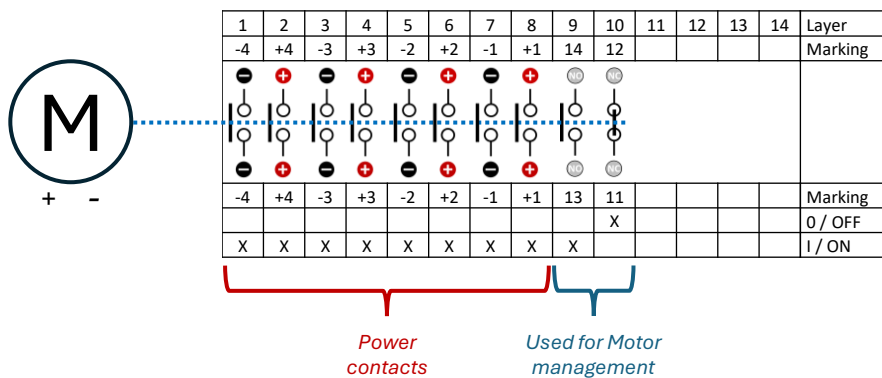 1 2 3 4 5 6 7 8 9 10 11 12 13 14 Layer
-4 +4 -3 +3 -2 +2 -1 +1 14 12 Marking
NO NO
M
NO NO
+ -
-4 +4 -3 +3 -2 +2 -1 +1 13 11 Marking
X 0 / OFF
X X X X X X X X X I / ON
Power
contacts
Used for Motor
management